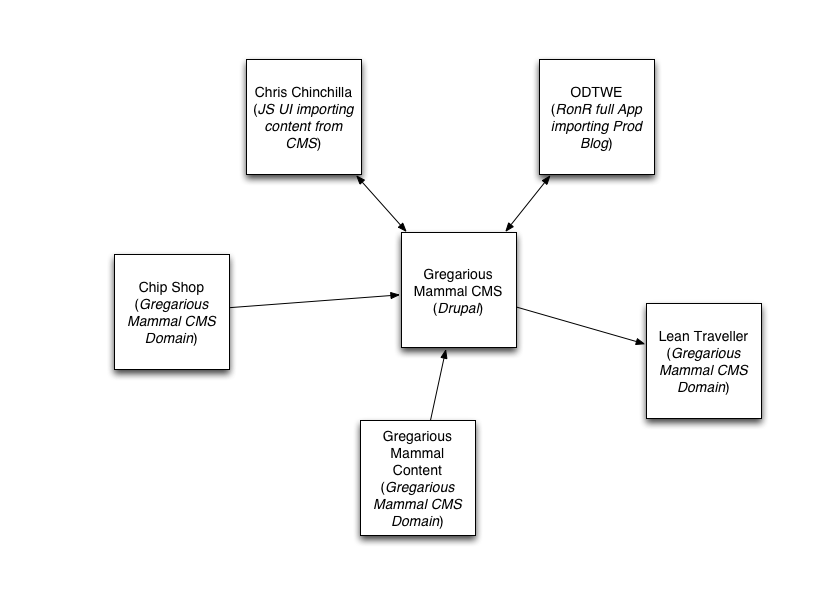 Chris Chinchilla
(JS UI importing
content from
CMS)
ODTWE
(RonR full App
importing Prod
Blog)
Chip Shop
(Gregarious
Mammal CMS
Domain)
Gregarious
Mammal CMS
(Drupal)
Lean Traveller
(Gregarious
Mammal CMS
Domain)
Gregarious
Mammal
Content
(Gregarious
Mammal CMS
Domain)